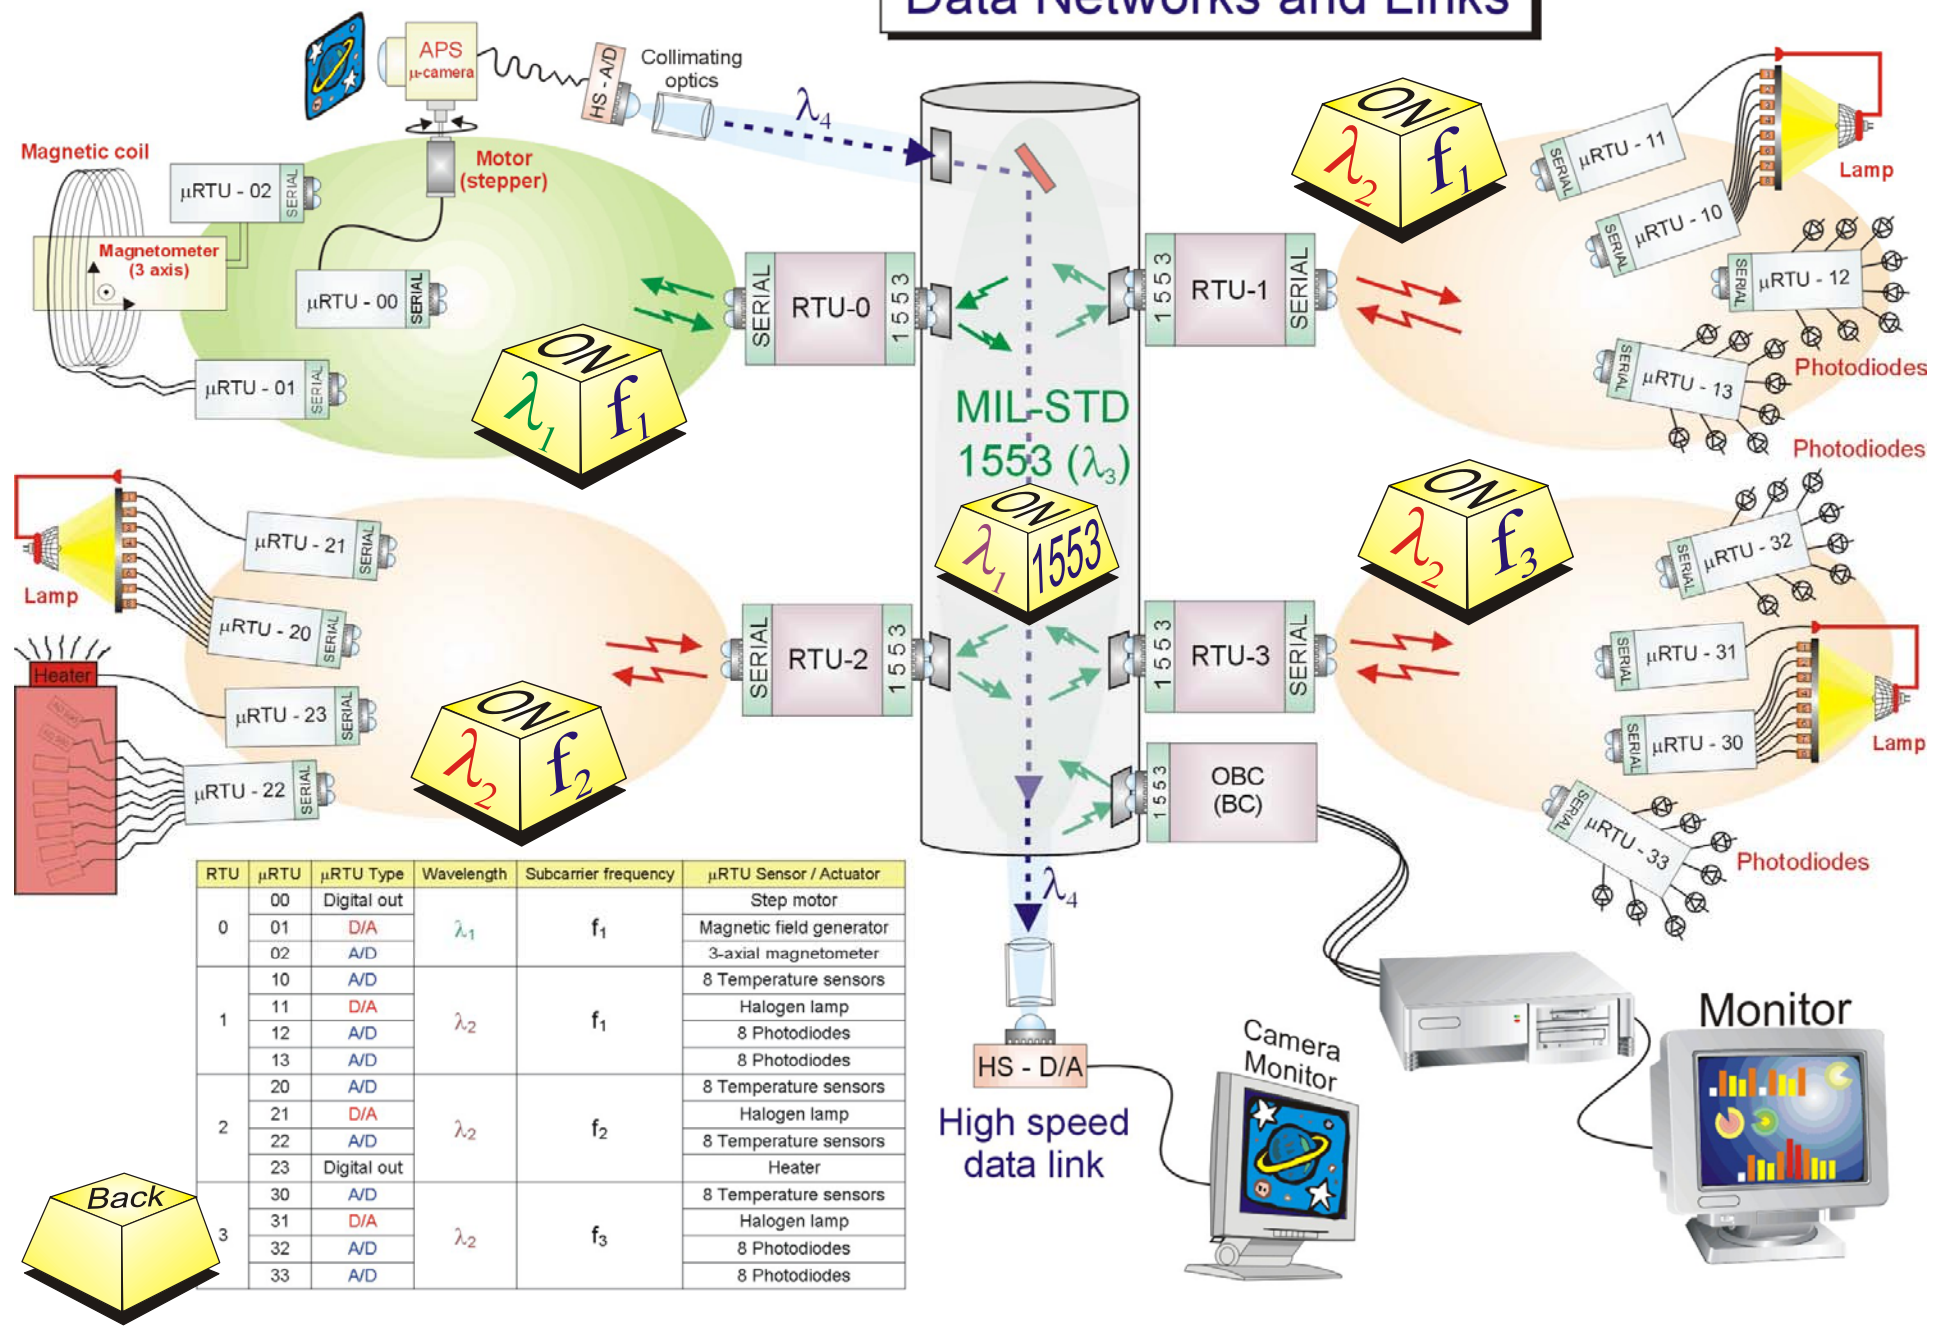 Data Networks and Links
APS
μ-camera
HS - A/D
Collimating
optics
λ4
Magnetic coil
μRTU - 02
SERIAL
Motor
(stepper)
Magnetometer
(3 axis)
μRTU - 00
SERIAL
μRTU - 01
SERIAL
ON
λ1
f1
SERIAL
RTU-0
1553
1553
RTU-1
SERIAL
ON
λ2
f1
μRTU - 11
SERIAL
μRTU - 10
SERIAL
Lamp
μRTU - 12
SERIAL
μRTU - 13
SERIAL
Photodiodes
MIL-STD
1553 (λ3)
ON
λ1
1553
Photodiodes
ON
λ2
f3
μRTU - 32
SERIAL
μRTU - 31
SERIAL
μRTU - 30
SERIAL
Lamp
μRTU - 33
SERIAL
Photodiodes
μRTU - 21
SERIAL
Lamp
μRTU - 20
SERIAL
Heater
μRTU - 23
SERIAL
μRTU - 22
SERIAL
ON
λ2
f2
SERIAL
RTU-2
1553
1553
RTU-3
SERIAL
1553
OBC
(BC)
λ4
RTU μRTU μRTU Type Wavelength Subcarrier frequency μRTU Sensor / Actuator
0 λ1 f1
00 Digital out Step motor
01 D/A Magnetic field generator
02 A/D 3-axial magnetometer
1 λ2 f1
10 A/D 8 Temperature sensors
11 D/A Halogen lamp
12 A/D 8 Photodiodes
13 A/D 8 Photodiodes
2 λ2 f2
20 A/D 8 Temperature sensors
21 D/A Halogen lamp
22 A/D 8 Temperature sensors
23 Digital out Heater
3 λ2 f3
30 A/D 8 Temperature sensors
31 D/A Halogen lamp
32 A/D 8 Photodiodes
33 A/D 8 Photodiodes
Back
HS - D/A
High speed
data link
Camera
Monitor
Monitor